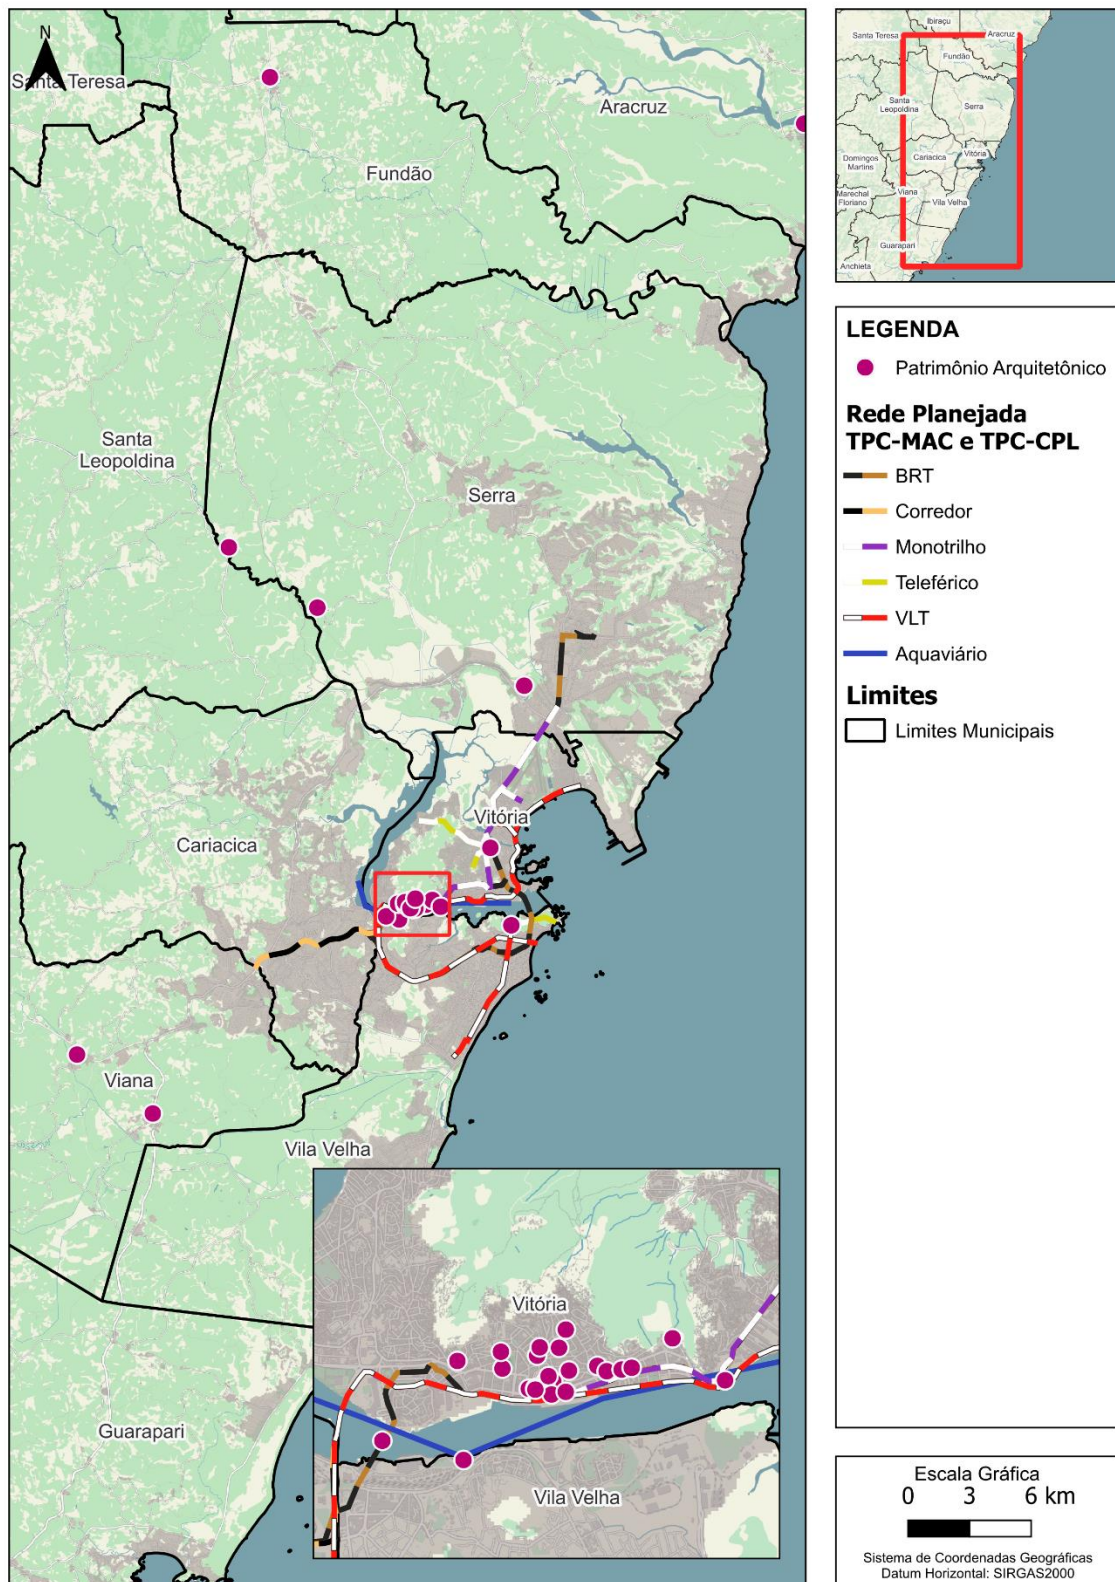 N
Santa Teresa
Aracruz
Fundão
Santa
Leopoldina
Serra
Vitória
Cariacica
Viana
Vila Velha
Guarapari
Vitória
Vila Velha
Ibiraçu
Santa Teresa
Aracruz
Fundão
Santa
Leopoldina
Serra
Domingos
Martins
Cariacica
Vitória
Marechal
Floriano
Viana
Vila Velha
Guarapari
Anchieta
LEGENDA
Patrimônio Arquitetônico
Rede Planejada
TPC-MAC e TPC-CPL
BRT
Corredor
Monotrilho
Teleférico
VLT
Aquaviário
Limites
Limites Municipais
Escala Gráfica
0 3 6 km
Sistema de Coordenadas Geográficas
Datum Horizontal: SIRGAS2000